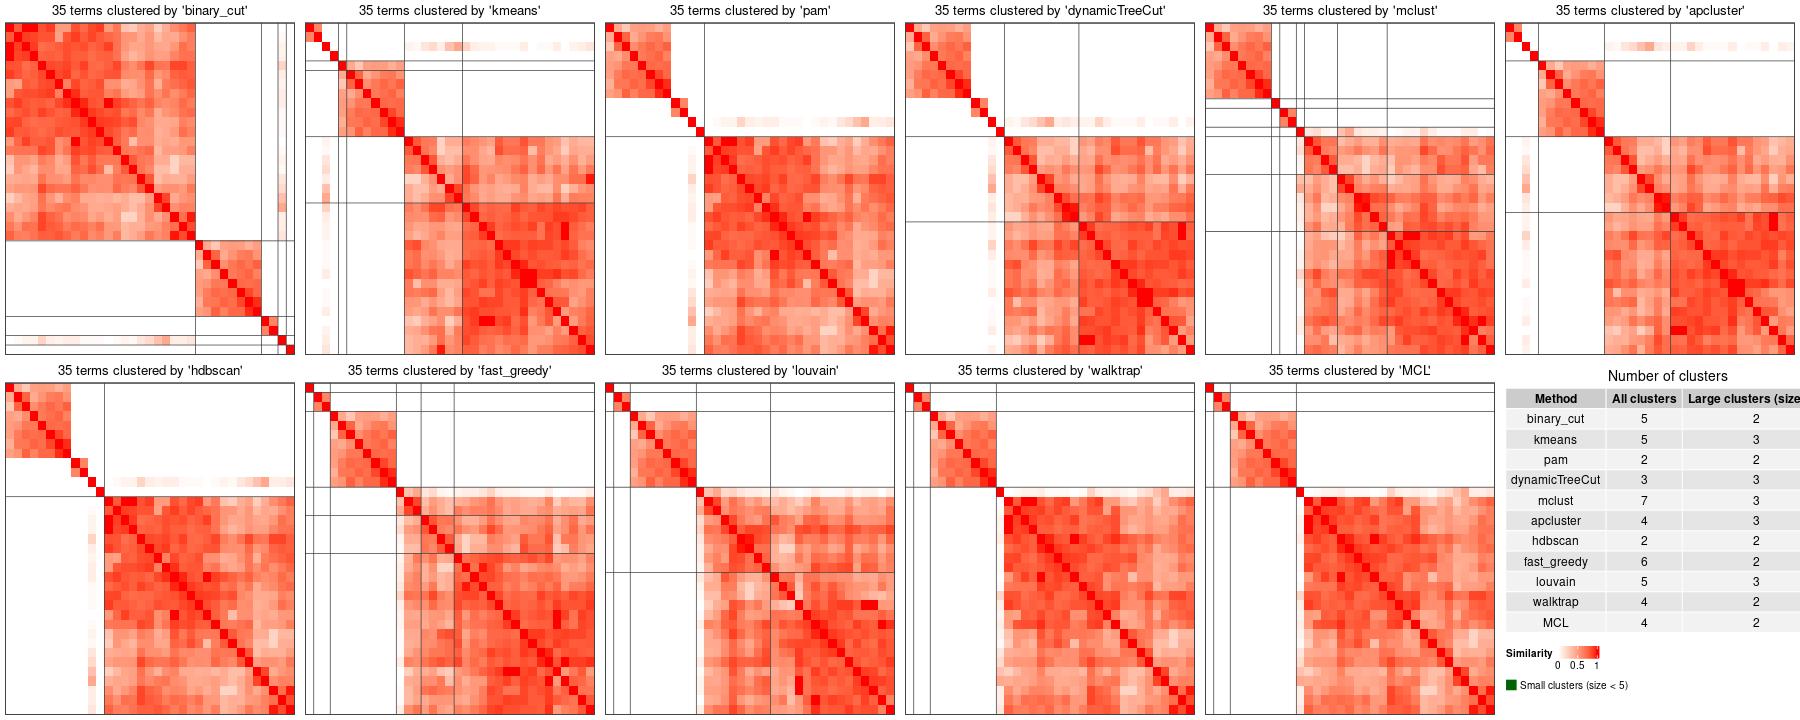 35 terms clustered by 'binary_cut'
35 terms clustered by 'kmeans'
35 terms clustered by 'pam'
35 terms clustered by 'dynamicTreeCut'
35 terms clustered by 'mclust'
35 terms clustered by 'apcluster'
35 terms clustered by 'hdbscan'
35 terms clustered by 'fast_greedy'
35 terms clustered by 'louvain'
35 terms clustered by 'walktrap'
35 terms clustered by 'MCL'
Number of clusters
Method All clusters Large clusters (size
binary_cut 5 2
kmeans 5 3
pam 2 2
dynamicTreeCut 3 3
mclust 7 3
apcluster 4 3
hdbscan 2 2
fast_greedy 6 2
louvain 5 3
walktrap 4 2
MCL 4 2
Similarity
0 0.5 1
Small clusters (size < 5)